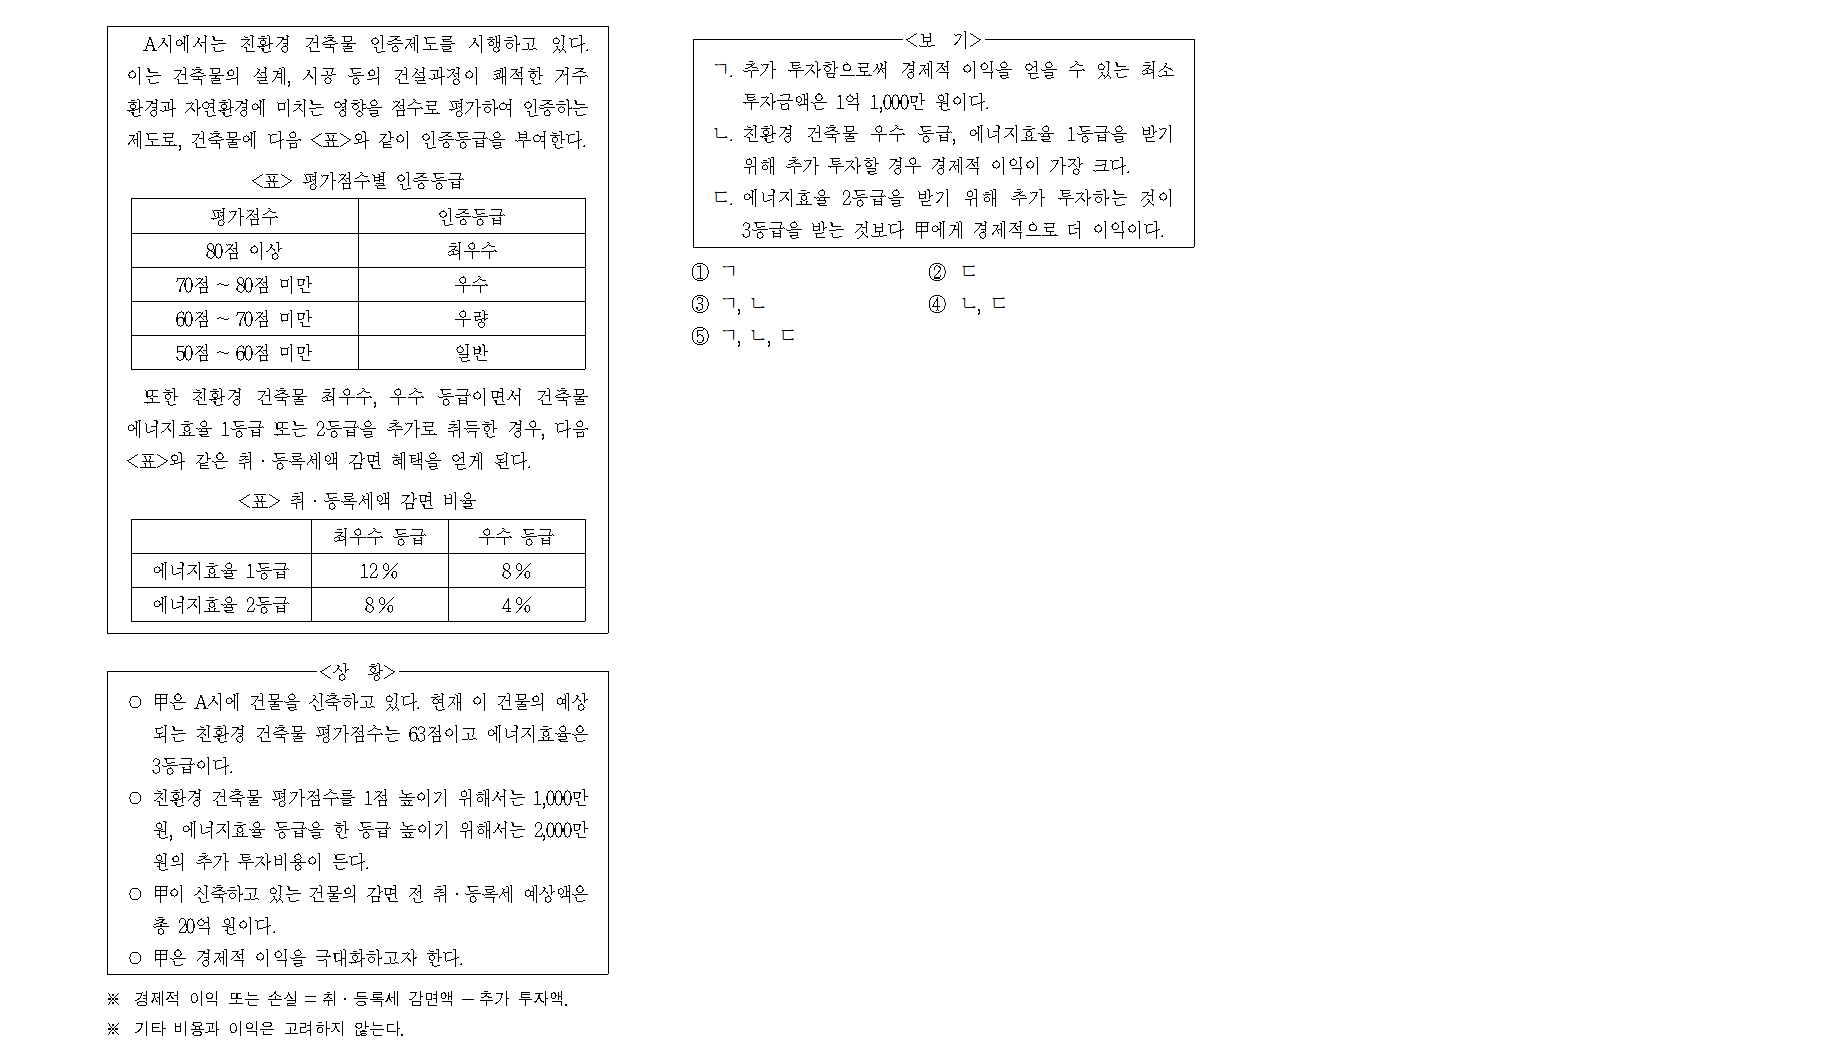 A시에서는 친환경 건축물 인증제도를 시행하고 있다.
이는 건축물의 설계, 시공 등의 건설과정이 쾌적한 거주
환경과 자연환경에 미치는 영향을 점수로 평가하여 인증하는
제도로, 건축물에 다음 <표>와 같이 인증등급을 부여한다.
<표> 평가점수별 인증등급
평가점수 인증등급
80점 이상 최우수
70점 ~ 80점 미만 우수
60점 ~ 70점 미만 우량
50점 ~ 60점 미만 일반
또한 친환경 건축물 최우수, 우수 등급이면서 건축물
에너지효율 1등급 또는 2등급을 추가로 취득한 경우, 다음
<표>와 같은 취·등록세액 감면 혜택을 얻게 된다.
<표> 취·등록세액 감면 비율
최우수 등급 우수 등급
에너지효율 1등급 12% 8%
에너지효율 2등급 8% 4%
<상 황>
○ 甲은 A시에 건물을 신축하고 있다. 현재 이 건물의 예상
되는 친환경 건축물 평가점수는 63점이고 에너지효율은
3등급이다.
○ 친환경 건축물 평가점수를 1점 높이기 위해서는 1,000만
원, 에너지효율 등급을 한 등급 높이기 위해서는 2,000만
원의 추가 투자비용이 든다.
○ 甲이 신축하고 있는 건물의 감면 전 취·등록세 예상액은
총 20억 원이다.
○ 甲은 경제적 이익을 극대화하고자 한다.
※ 경제적 이익 또는 손실 = 취·등록세 감면액 - 추가 투자액.
※ 기타 비용과 이익은 고려하지 않는다.
<보 기>
ㄱ. 추가 투자함으로써 경제적 이익을 얻을 수 있는 최소
투자금액은 1억 1,000만 원이다.
ㄴ. 친환경 건축물 우수 등급, 에너지효율 1등급을 받기
위해 추가 투자할 경우 경제적 이익이 가장 크다.
ㄷ. 에너지효율 2등급을 받기 위해 추가 투자하는 것이
3등급을 받는 것보다 甲에게 경제적으로 더 이익이다.
① ㄱ ② ㄷ
③ ㄱ, ㄴ ④ ㄴ, ㄷ
⑤ ㄱ, ㄴ, ㄷ